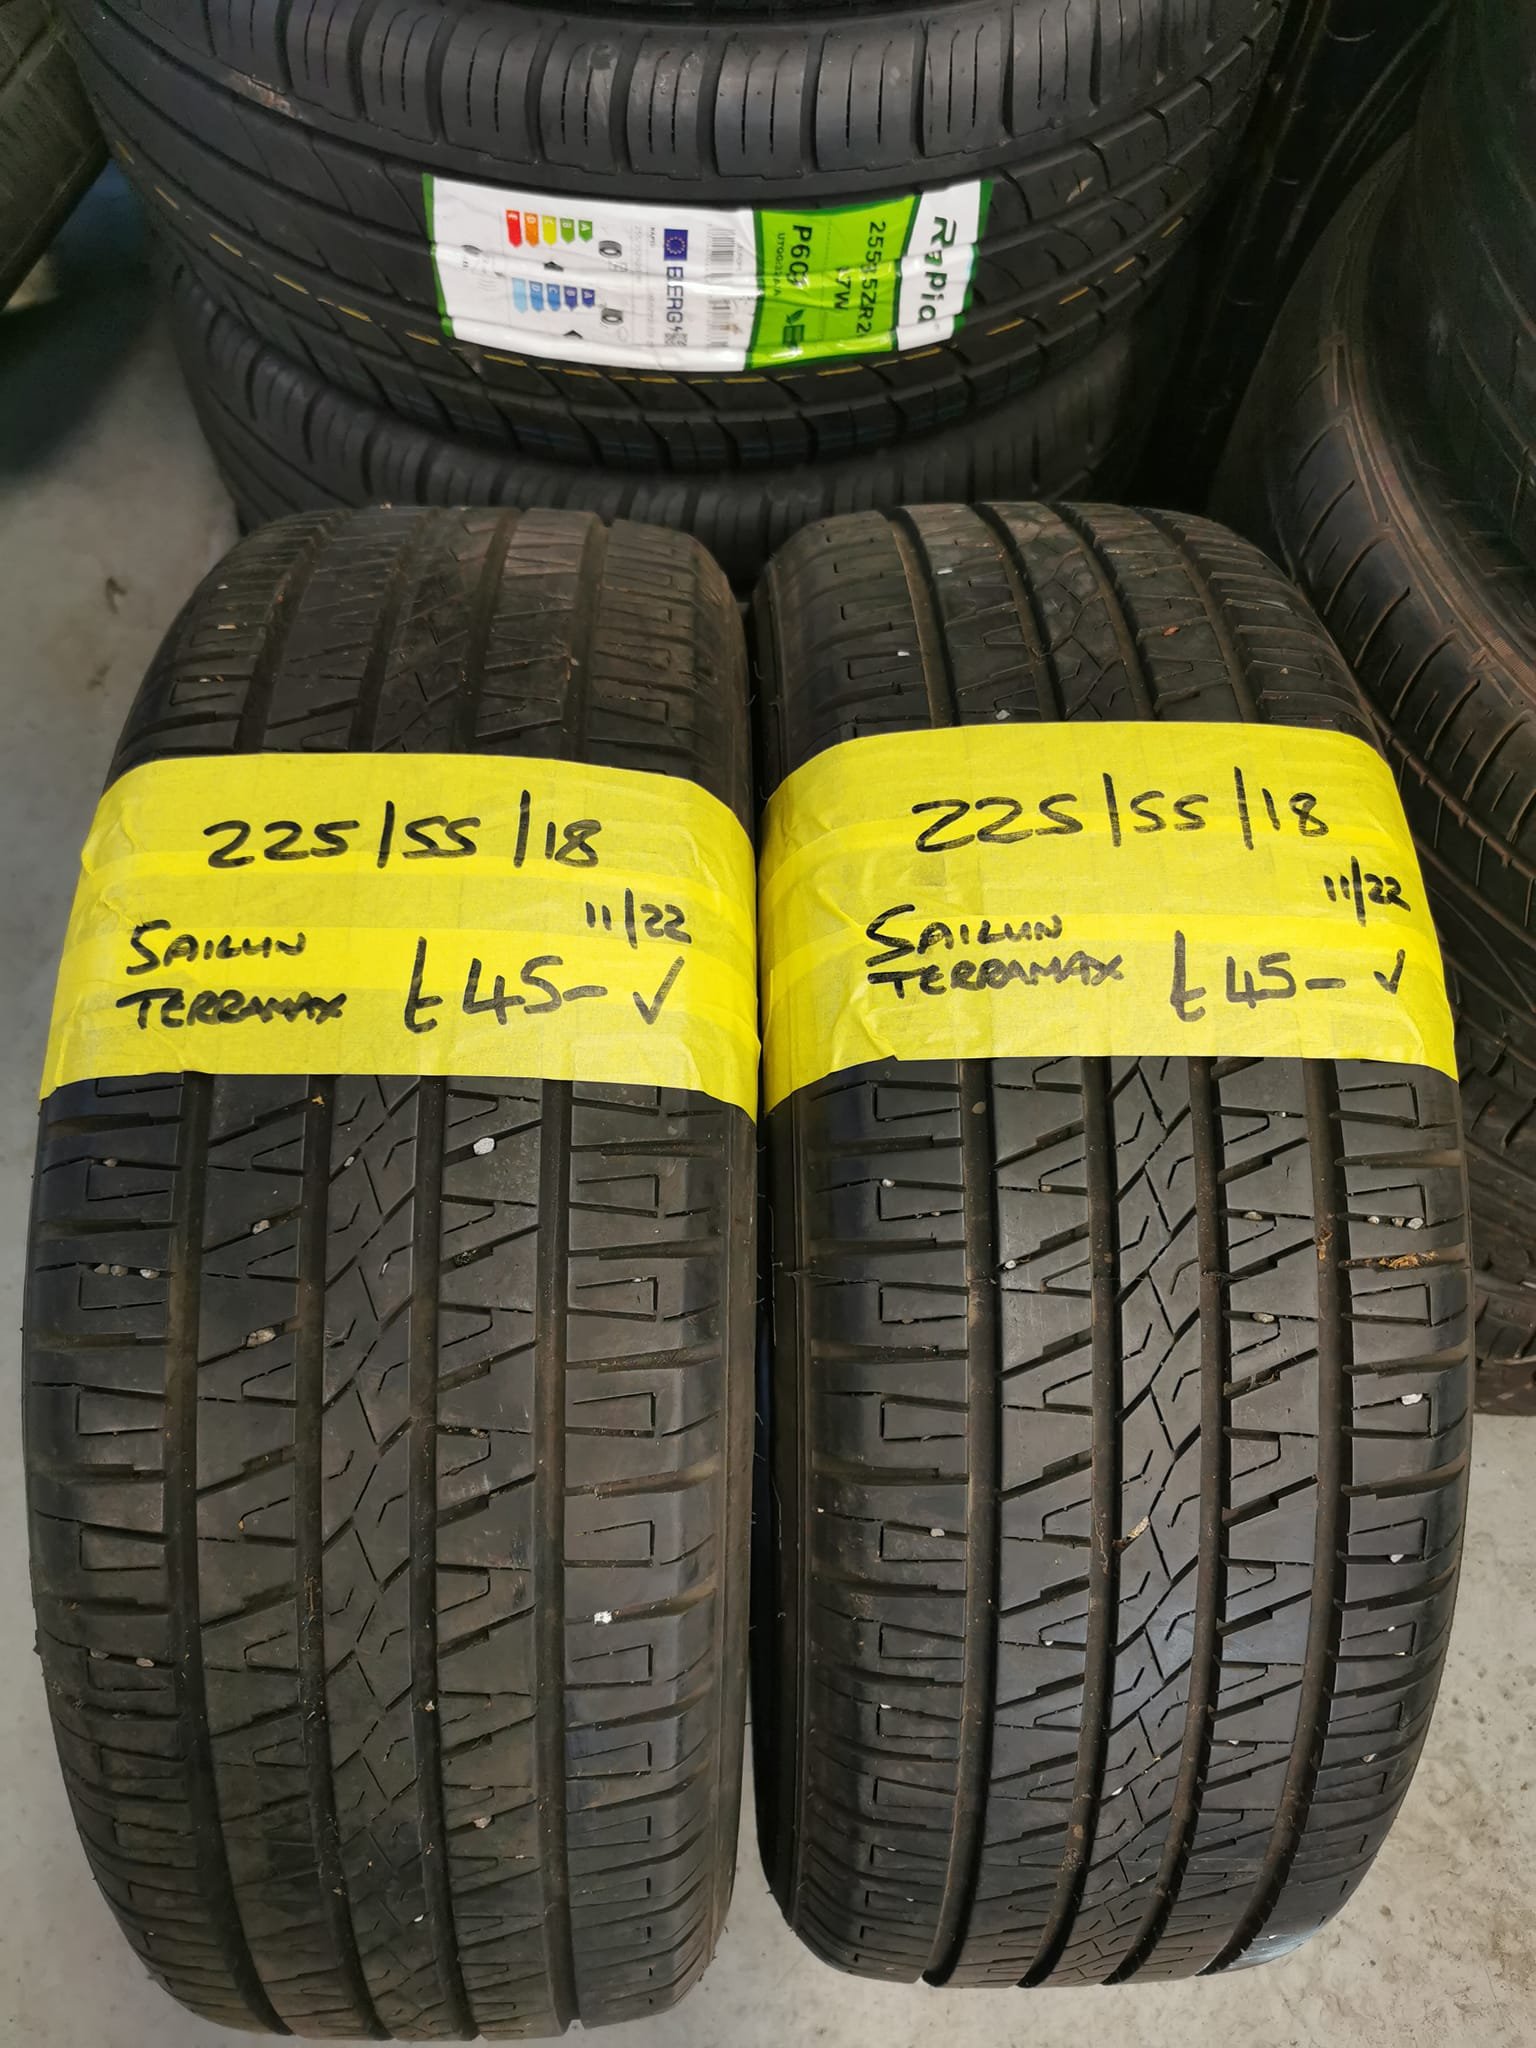 Rapid
P609
BERG
A
B
C
D
E
A
B
C
D
225/55/18
11/22
SAILUN
TERRAMAX
£45- ✓
225/55/18
11/22
SAILUN
TERRAMAX
£45- ✓